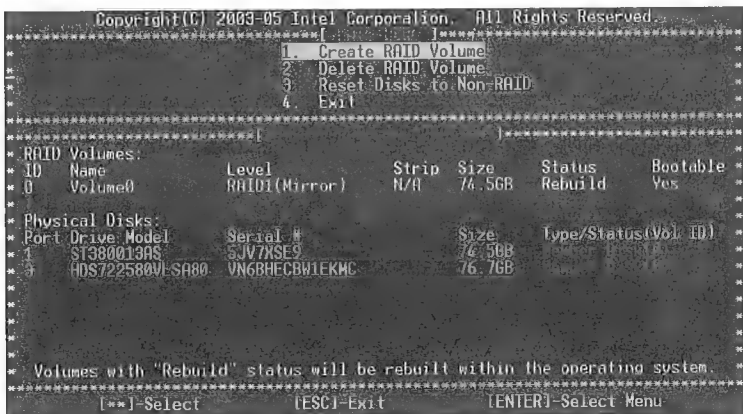 Copyright(C) 2003-05 Intel Corporation. All Rights Reserved.
[ ]
1. Create RAID Volume
2. Delete RAID Volume
3. Reset Disks to Non-RAID
4. Exit
[ ]
RAID Volumes:
ID Name Level Strip Size Status Bootable
0 Volume0 RAID1(Mirror) N/A 74.5GB Rebuild Yes
Physical Disks:
Port Drive Model Serial # Size Type/Status(Vol ID)
ST380013AS 5JV7XSE9 74.5GB
HDS722580VLSA80 VN6BHECBW1EKMC 76.7GB
Volumes with "Rebuild" status will be rebuilt within the operating system.
[**]-Select [ESC]-Exit [ENTER]-Select Menu